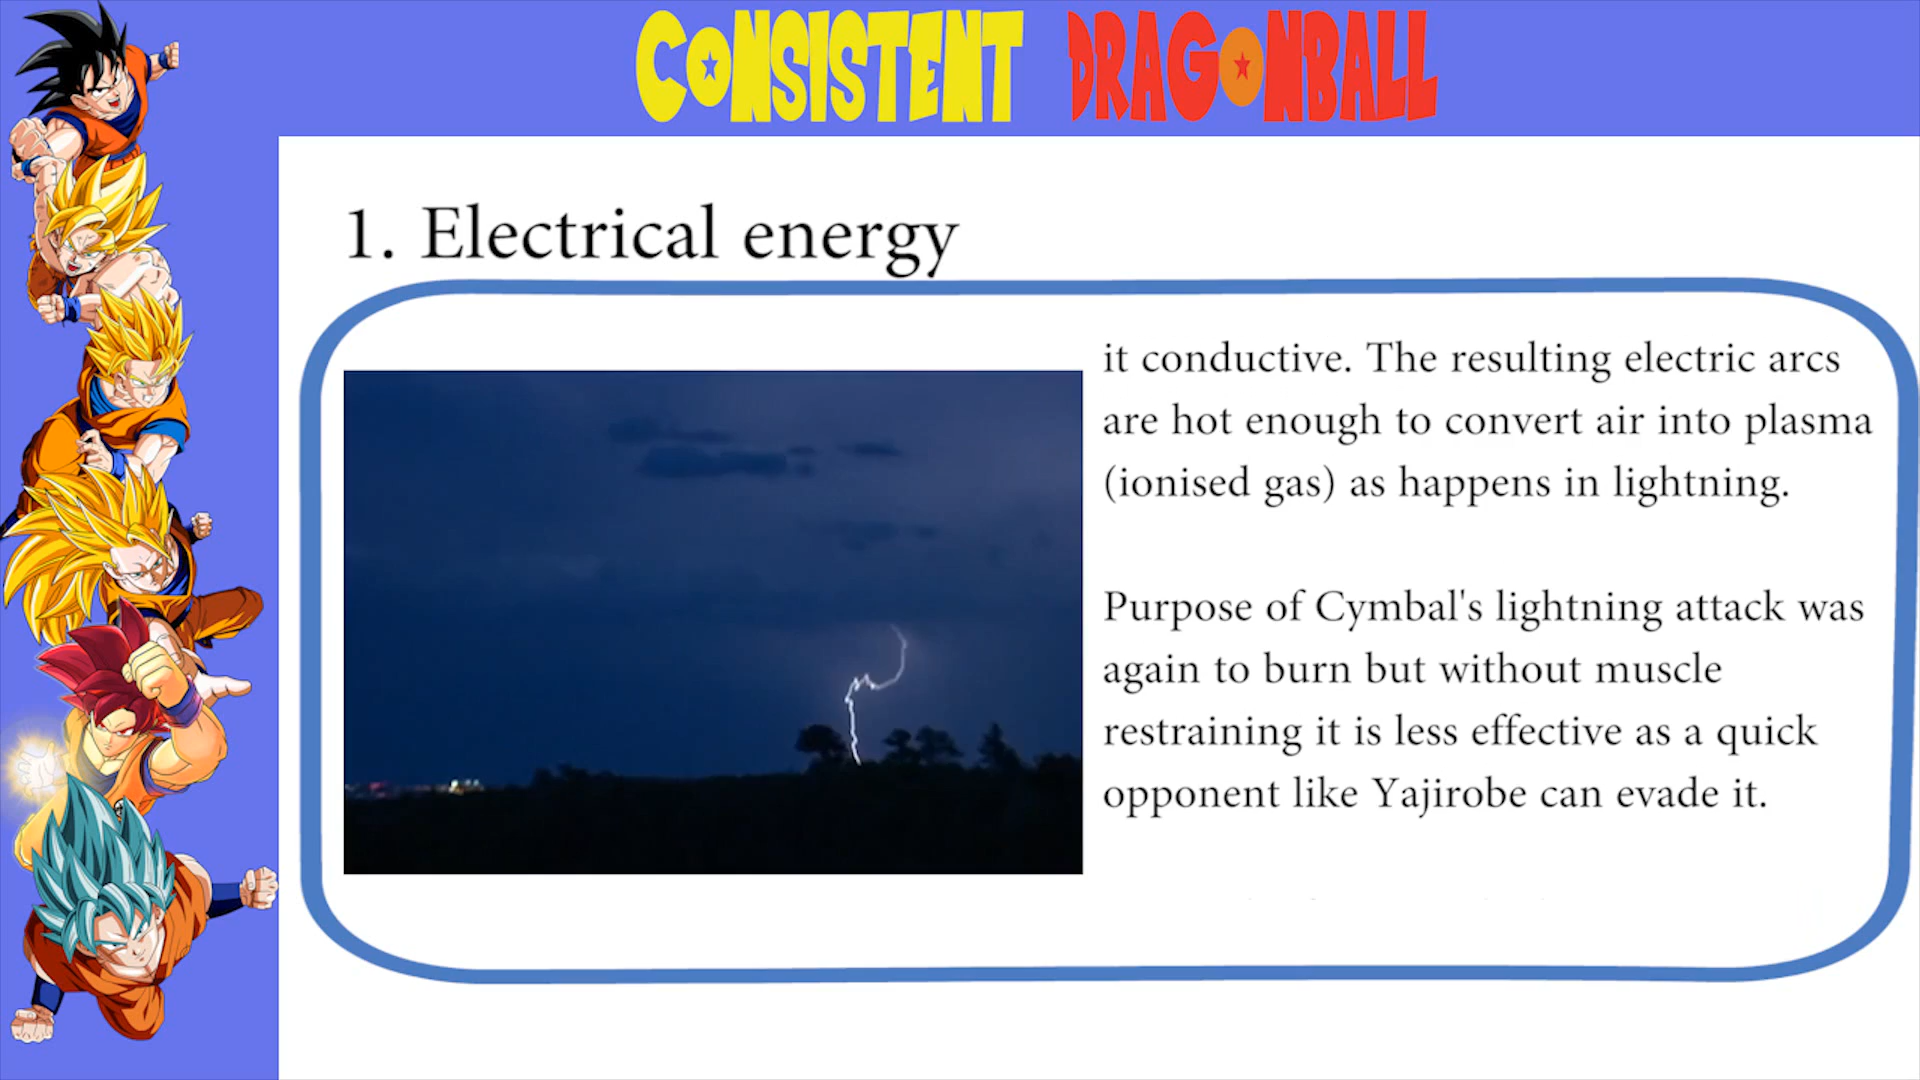 CONSISTENT DRAGONBALL
1. Electrical energy
it conductive. The resulting electric arcs
are hot enough to convert air into plasma
(ionised gas) as happens in lightning.
Purpose of Cymbal's lightning attack was
again to burn but without muscle
restraining it is less effective as a quick
opponent like Yajirobe can evade it.